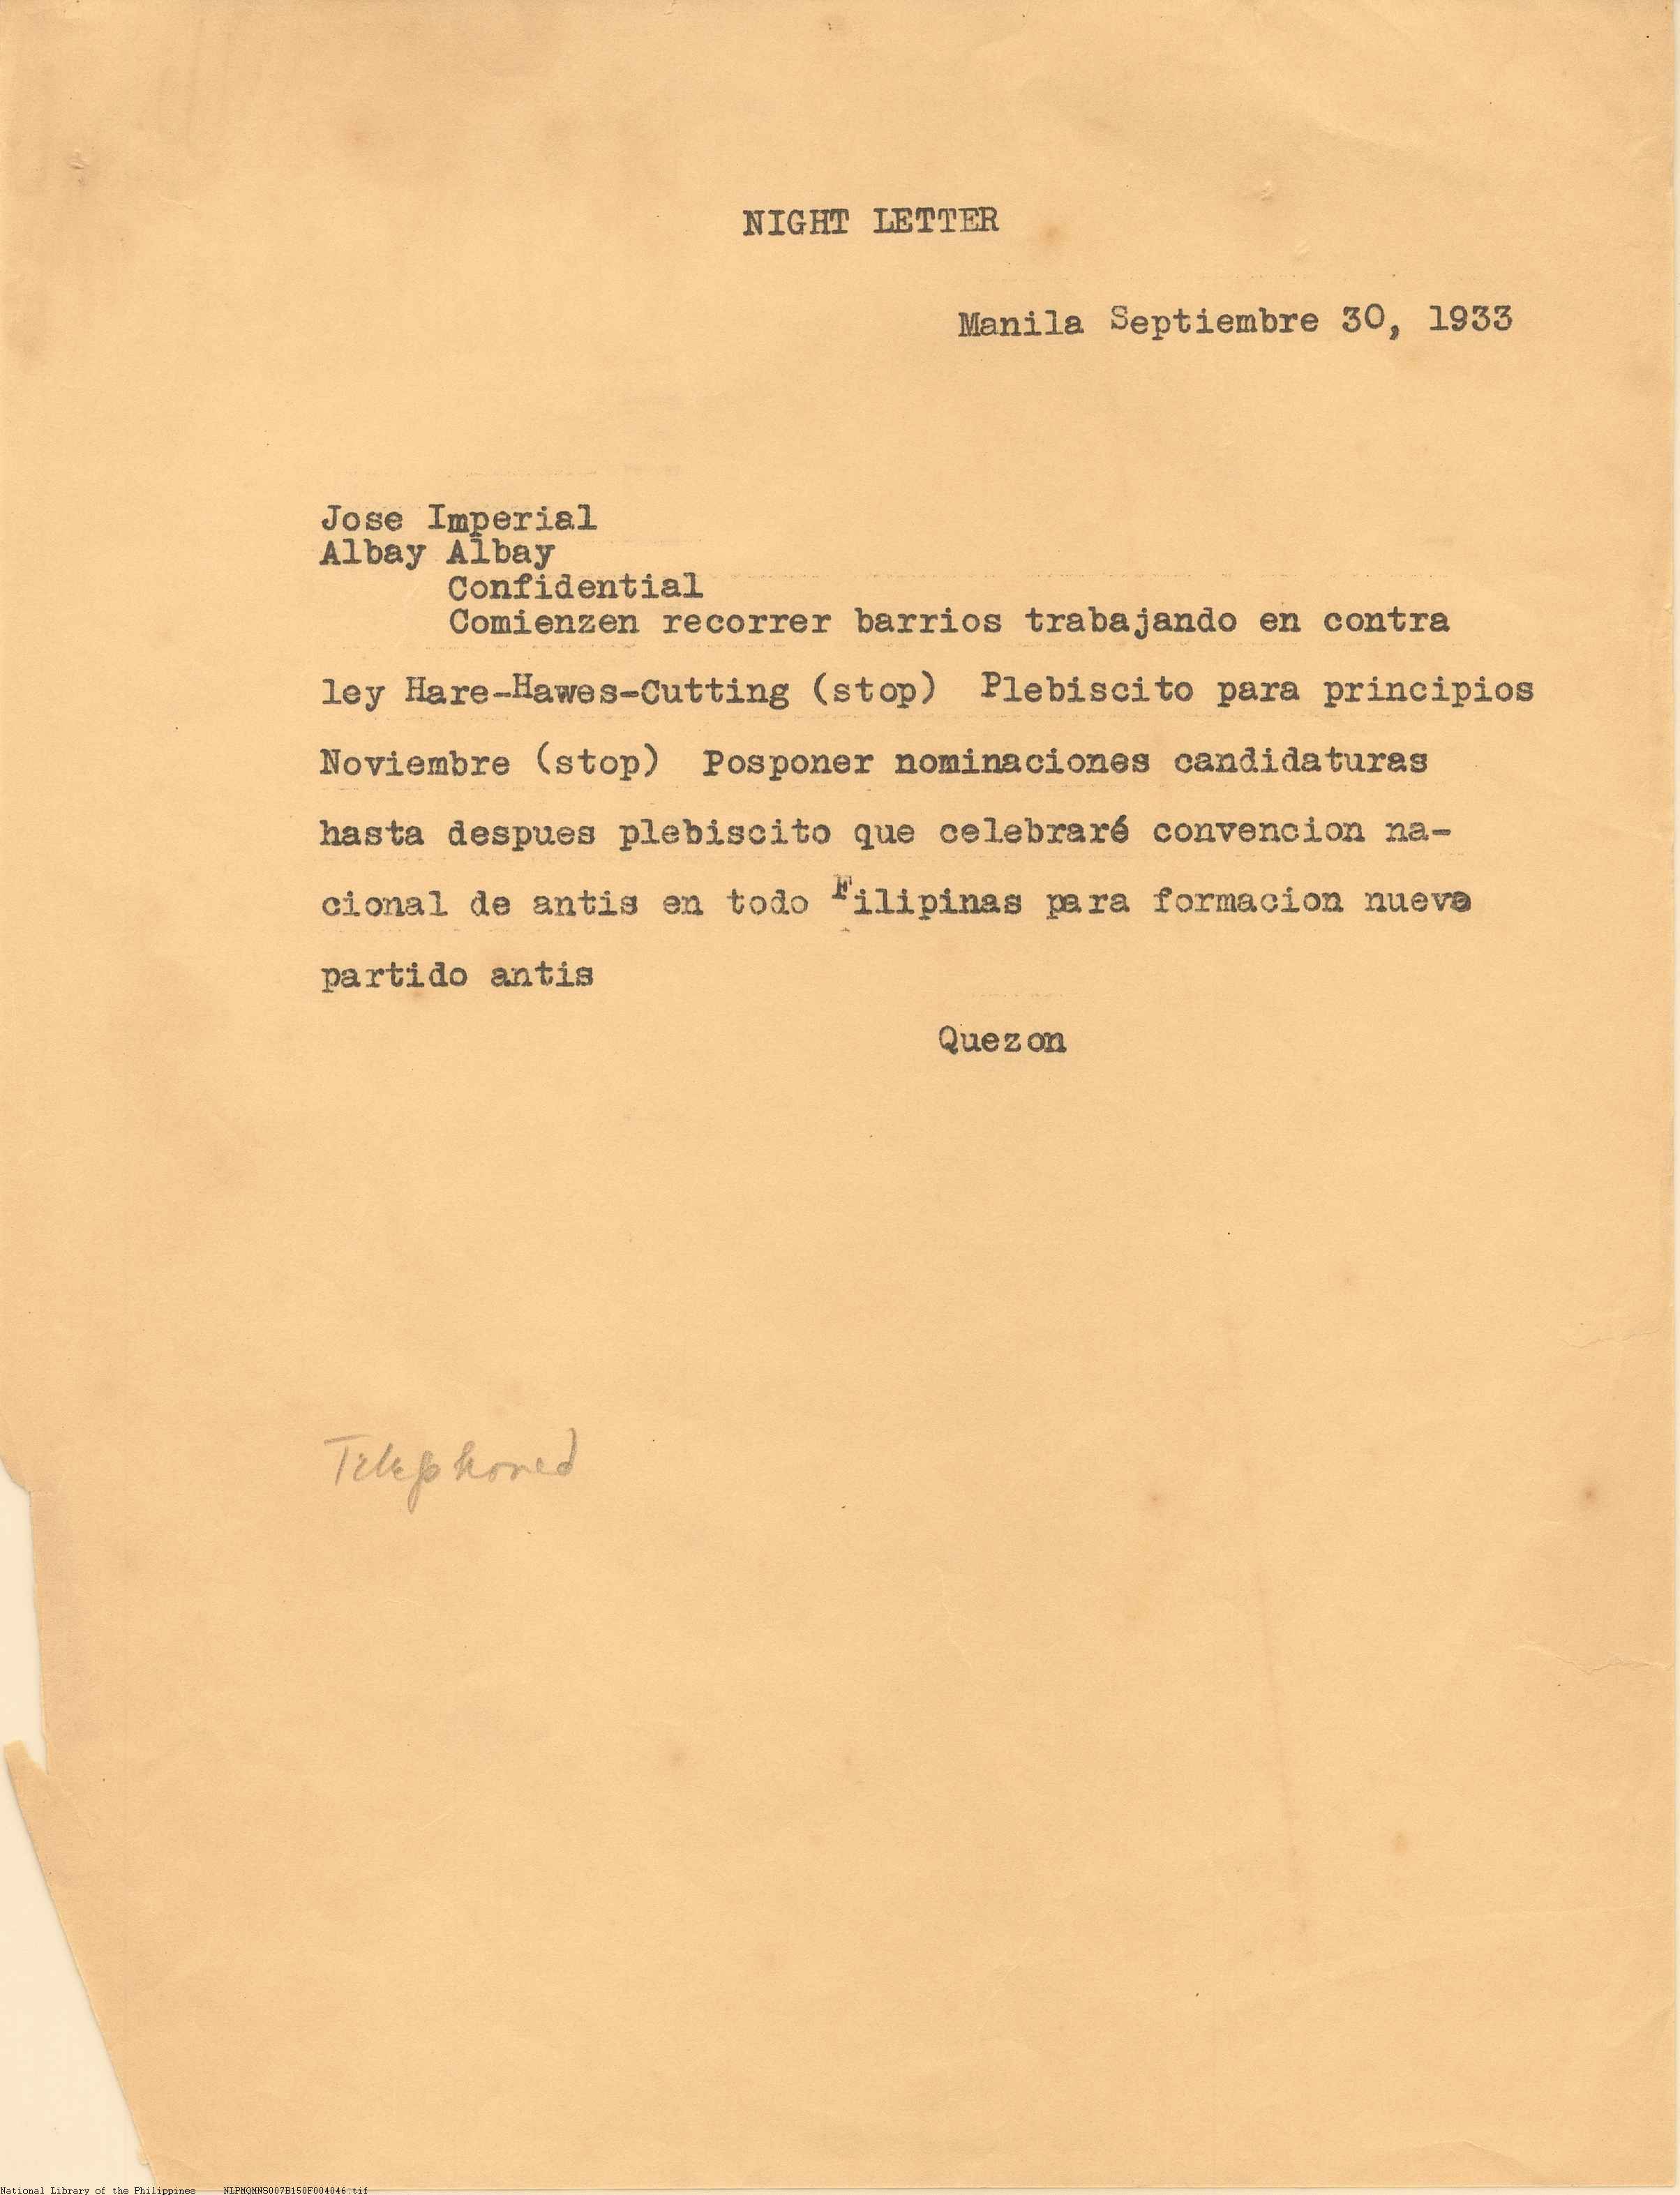 NIGHT LETTER
Manila Septiembre 30, 1933
Jose Imperial
Albay Albay
Confidential
Comienzen recorrer barrios trabajando en contra
ley Hare-Hawes-Cutting (stop) Plebiscito para principios
Noviembre (stop) Posponer nominaciones candidaturas
hasta despues plebiscito que celebraré convencion na-
cional de antis en todo Filipinas para formacion nueva
partido antis
Quezon
Telephoned
National Library of the Philippines NLPMQMNS007B150F004046.tif